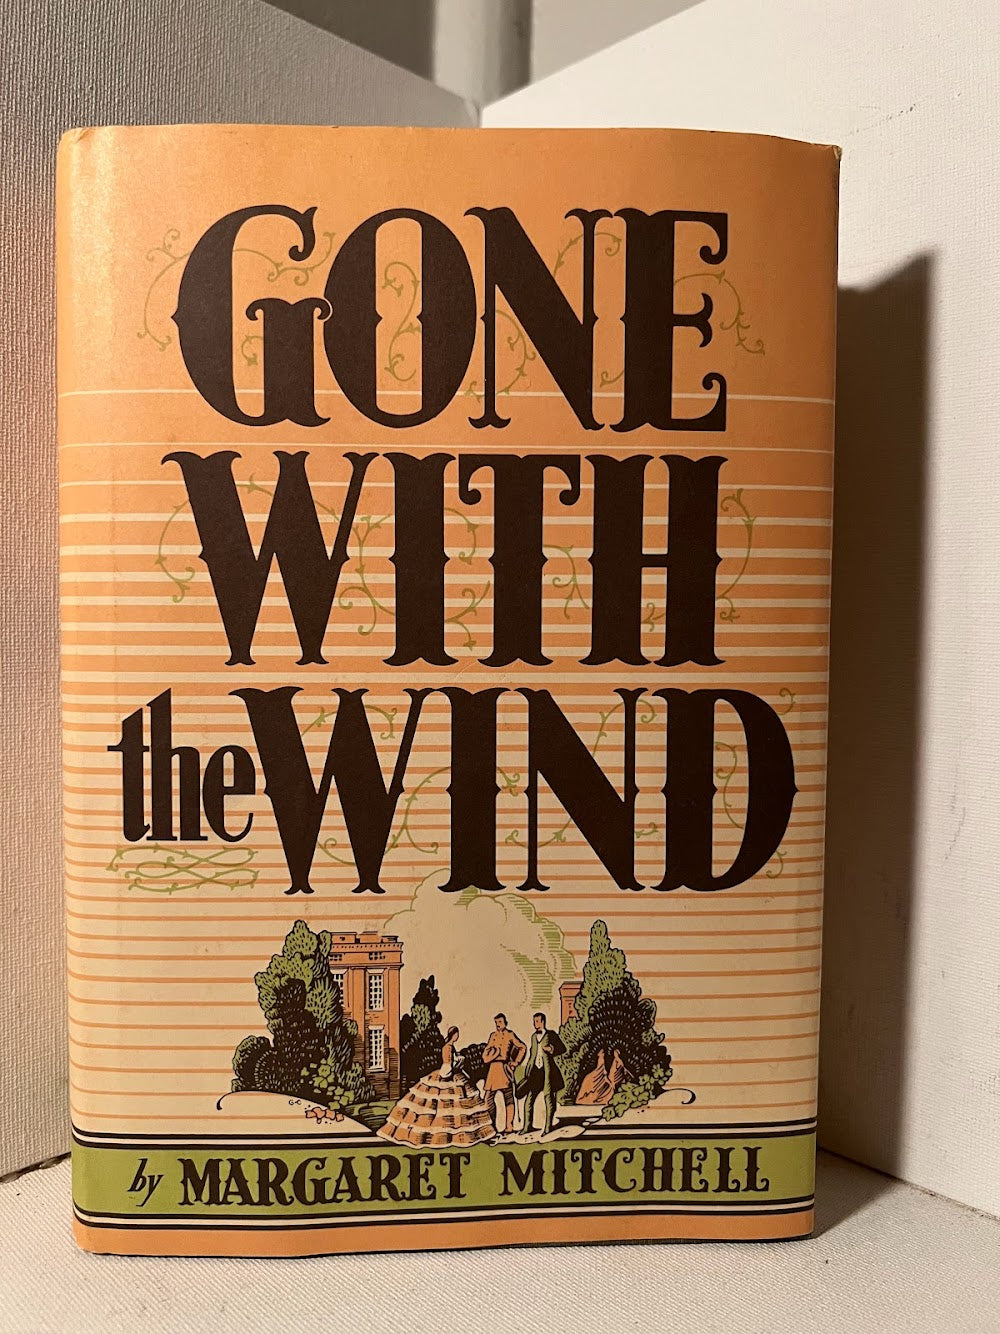 GONE
WITH
the WIND
G-C
by MARGARET MITCHELL